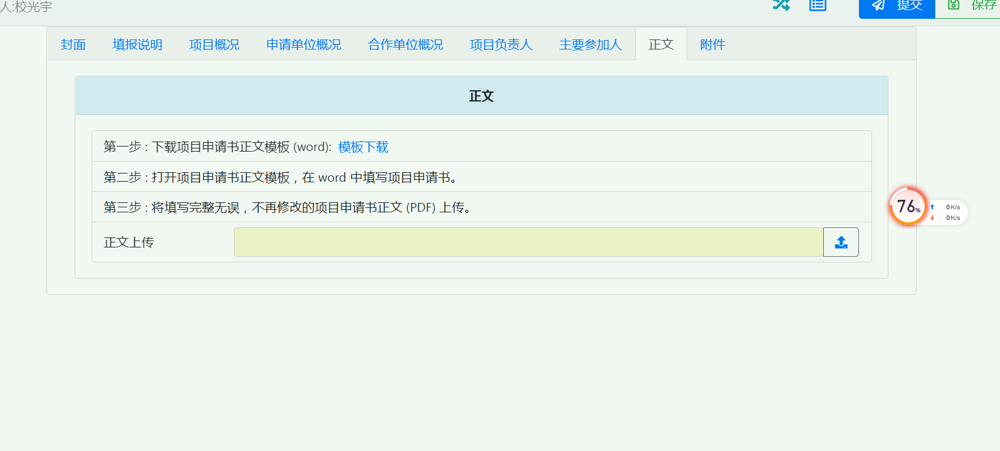 人:校光宇
提交
保存
封面
填报说明
项目概况
申请单位概况
合作单位概况
项目负责人
主要参加人
正文
附件
正文
第一步 : 下载项目申请书正文模板 (word): 模板下载
第二步 : 打开项目申请书正文模板，在 word 中填写项目申请书。
第三步 : 将填写完整无误，不再修改的项目申请书正文 (PDF) 上传。
正文上传
76%
0K/s
0K/s